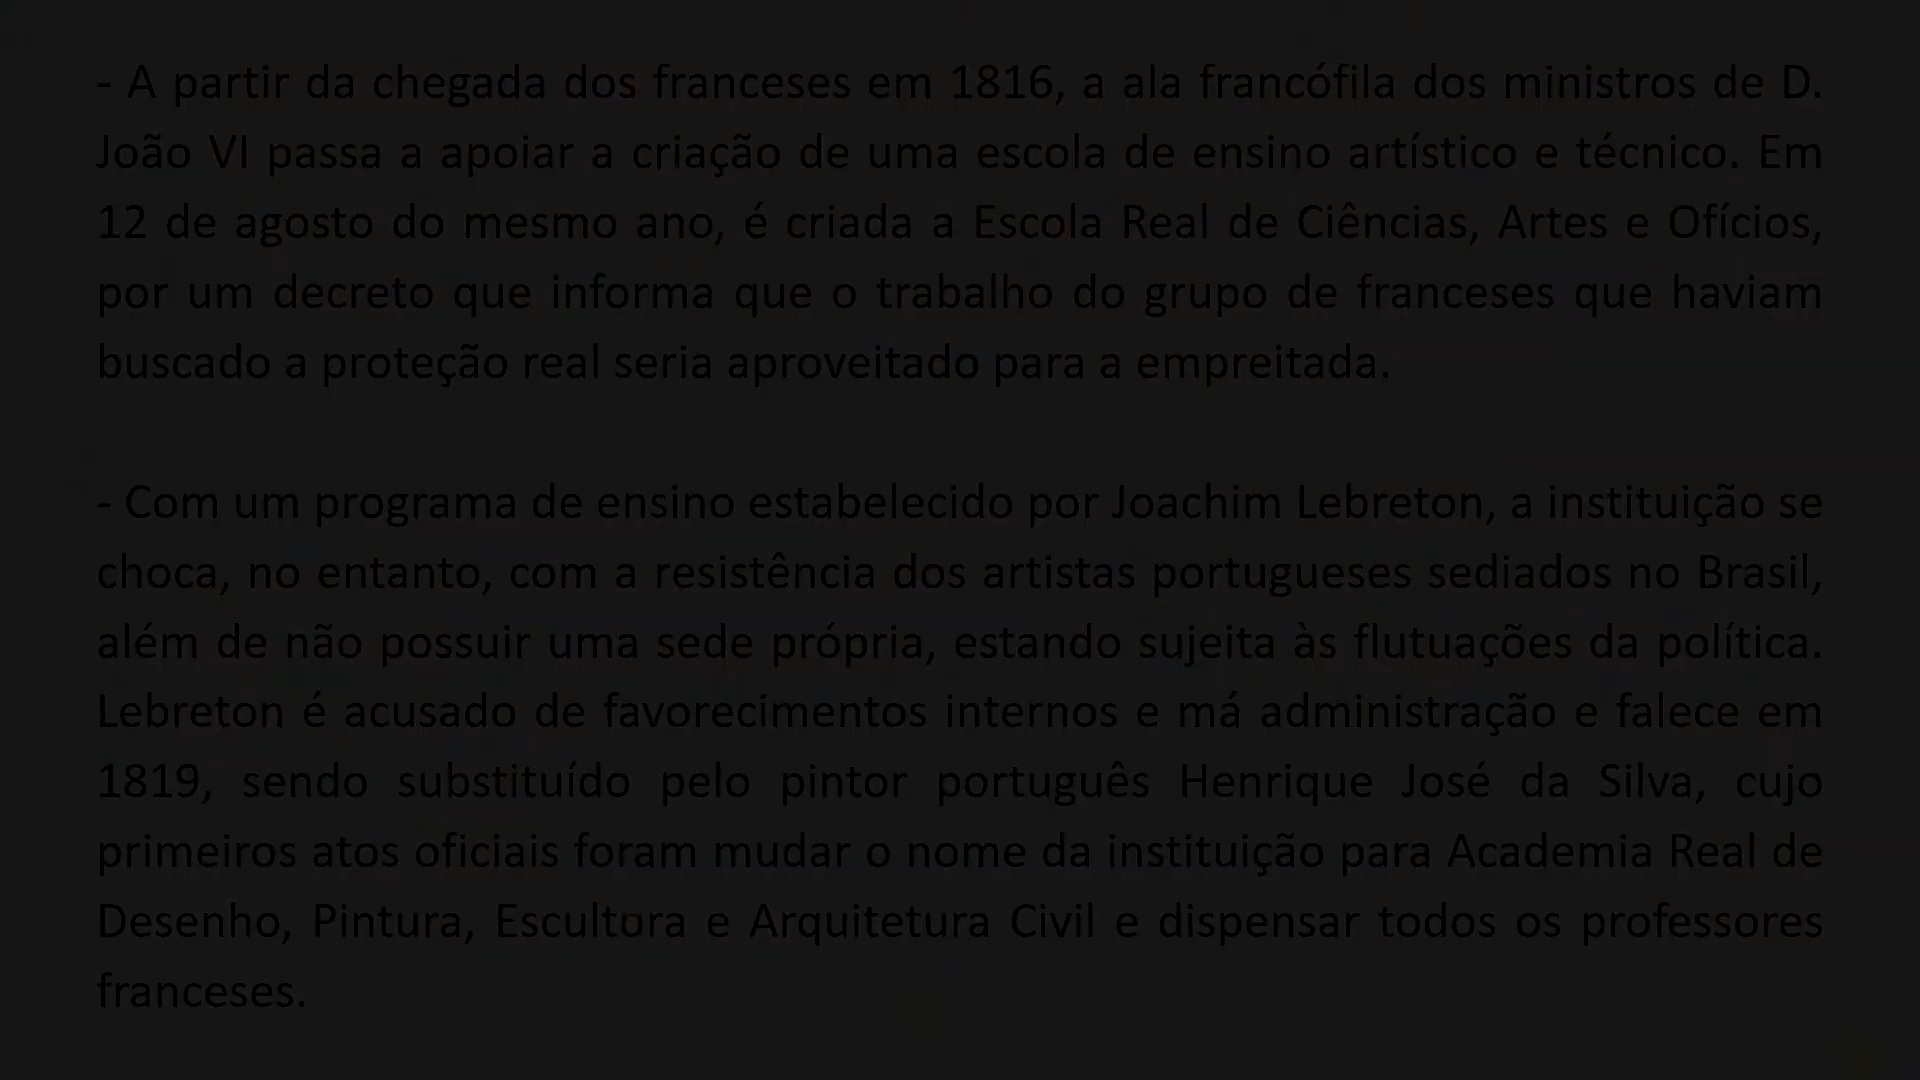 - A partir da chegada dos franceses em 1816, a ala francófila dos ministros de D.
João VI passa a apoiar a criação de uma escola de ensino artístico e técnico. Em
12 de agosto do mesmo ano, é criada a Escola Real de Ciências, Artes e Ofícios,
por um decreto que informa que o trabalho do grupo de franceses que haviam
buscado a proteção real seria aproveitado para a empreitada.
- Com um programa de ensino estabelecido por Joachim Lebreton, a instituição se
choca, no entanto, com a resistência dos artistas portugueses sediados no Brasil,
além de não possuir uma sede própria, estando sujeita às flutuações da política.
Lebreton é acusado de favorecimentos internos e má administração e falece em
1819, sendo substituído pelo pintor português Henrique José da Silva, cujo
primeiros atos oficiais foram mudar o nome da instituição para Academia Real de
Desenho, Pintura, Escultura e Arquitetura Civil e dispensar todos os professores
franceses.